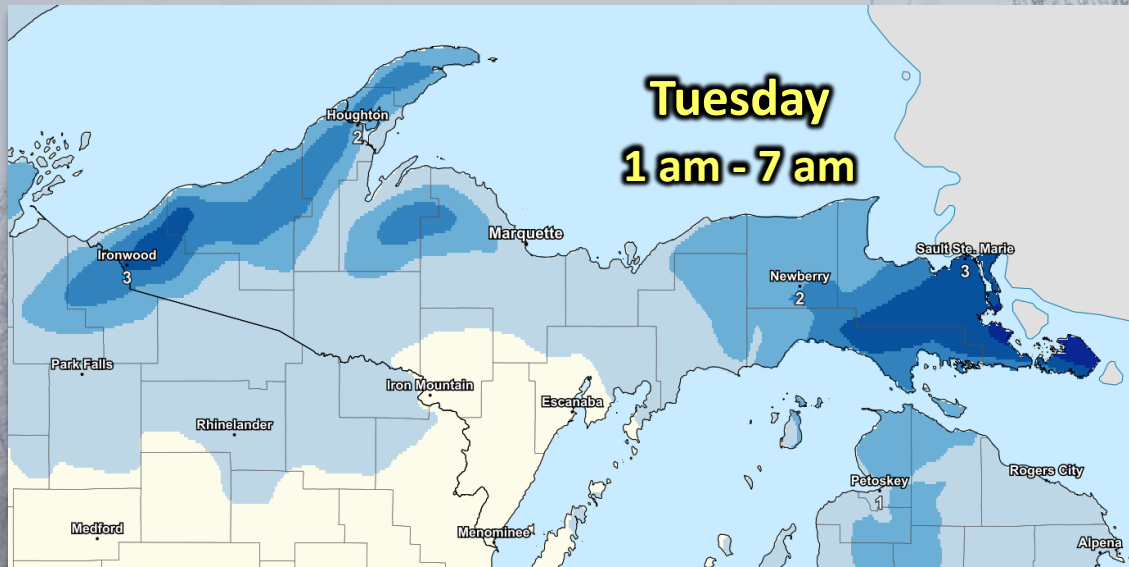 Tuesday
1 am - 7 am
Houghton
2
Marquette
Ironwood
3
Sault Ste. Marie
3
Newberry
2
Park Falls
Iron Mountain
Escanaba
Rhinelander
Rogers City
Petoskey
1
Medford
Menominee
Alpena